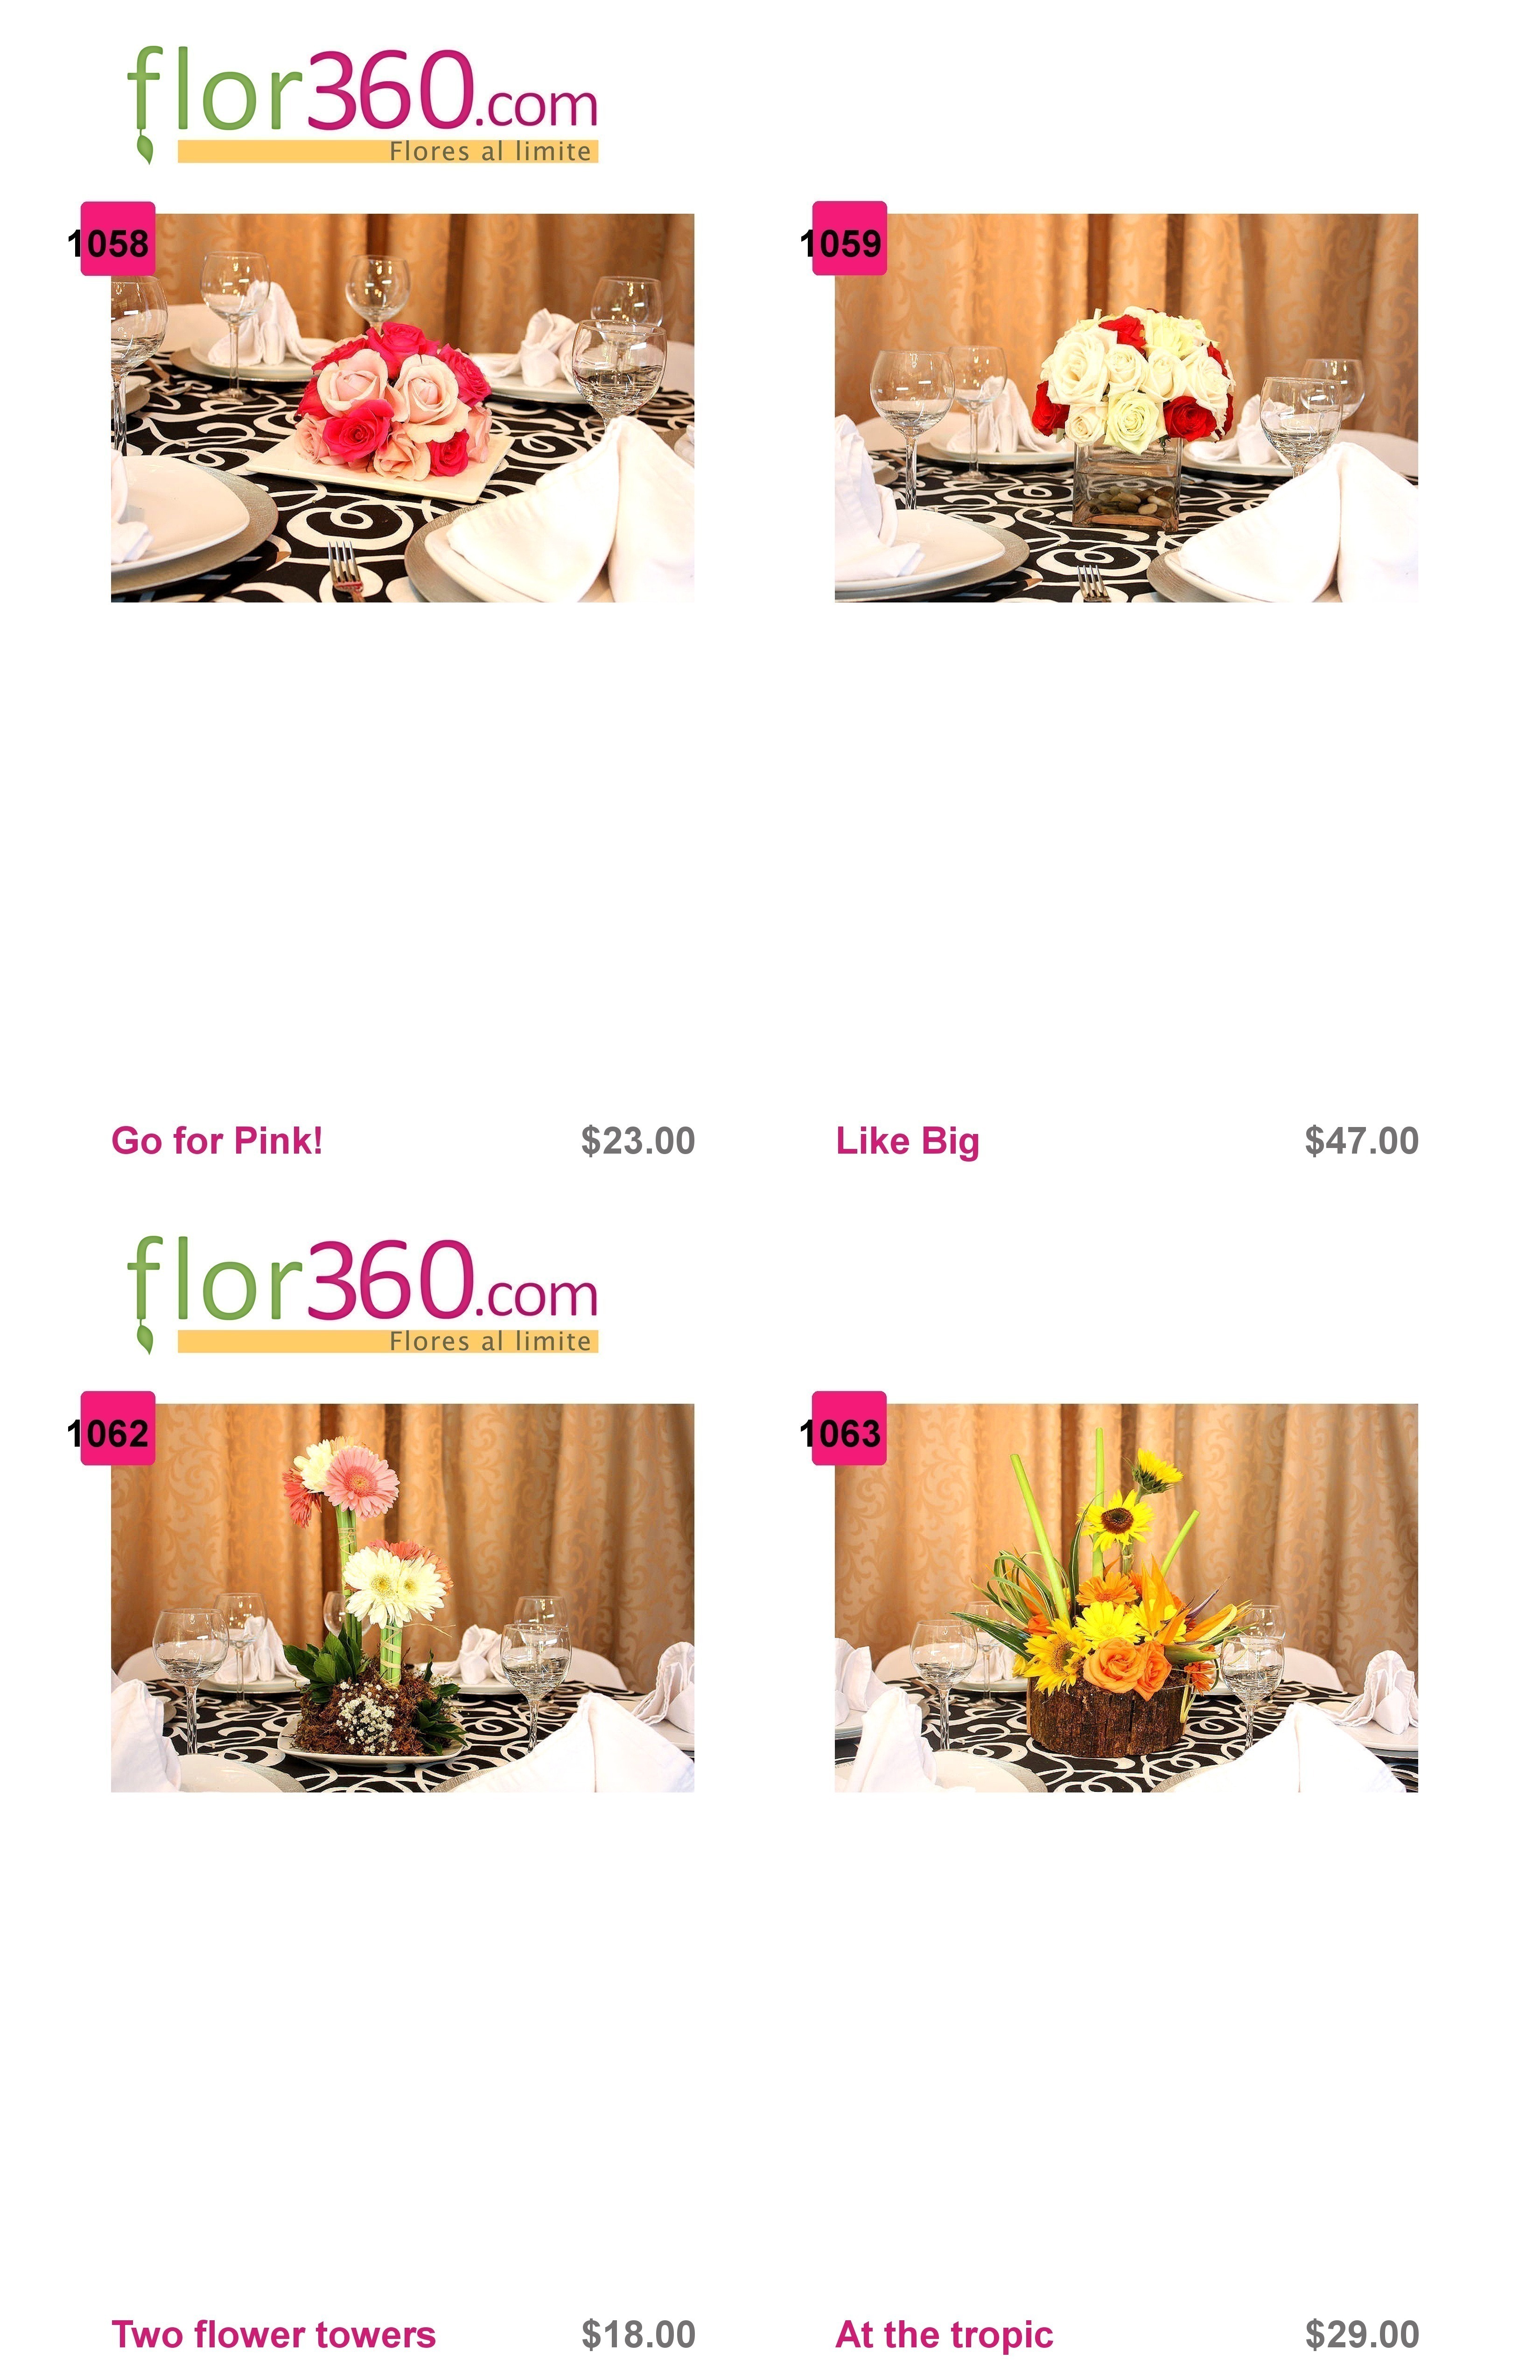 flor360.com
Flores al limite
1058
1059
Go for Pink!
$23.00
Like Big
$47.00
flor360.com
Flores al limite
1062
1063
Two flower towers
$18.00
At the tropic
$29.00